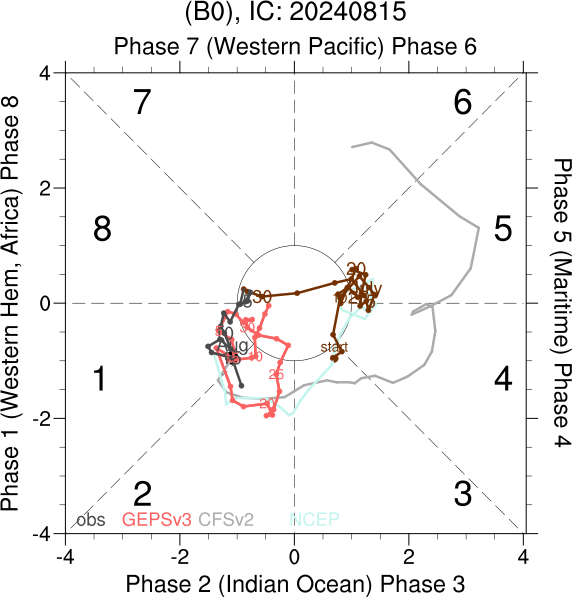 (B0), IC: 20240815
Phase 7 (Western Pacific) Phase 6
Phase 1 (Western Hem, Africa) Phase 8
Phase 5 (Maritime) Phase 4
4
2
0
-2
-4
7
6
8
5
1
4
2
3
30
start
Aug
10
25
20
obs GEPSv3 CFSv2 NCEP
-4 -2 0 2 4
Phase 2 (Indian Ocean) Phase 3